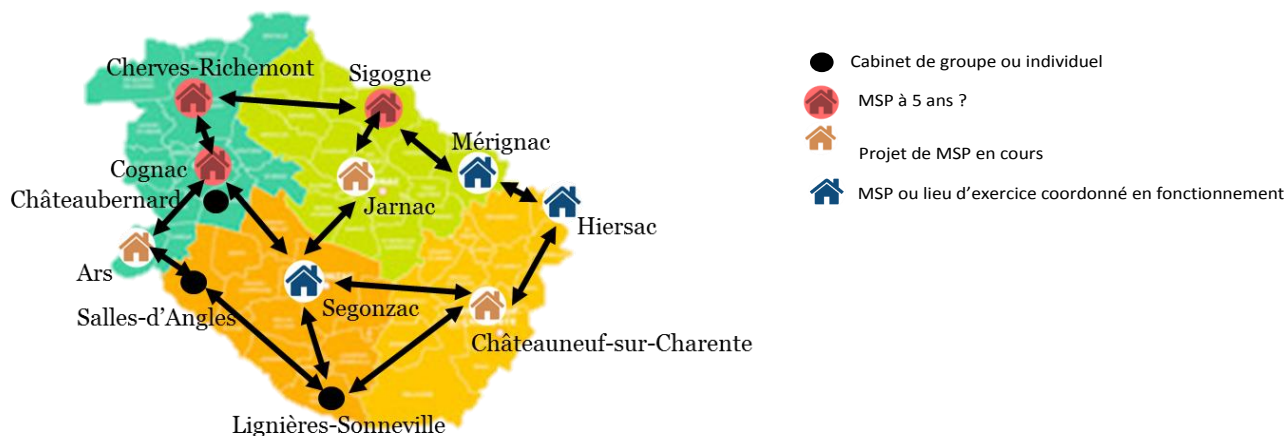 Cherves-Richemont
Sigogne
Mérignac
Cognac
Châteaubernard
Jarnac
Hiersac
Ars
Salles-d’Angles
Segonzac
Châteauneuf-sur-Charente
Lignières-Sonneville
Cabinet de groupe ou individuel
MSP à 5 ans ?
Projet de MSP en cours
MSP ou lieu d’exercice coordonné en fonctionnement